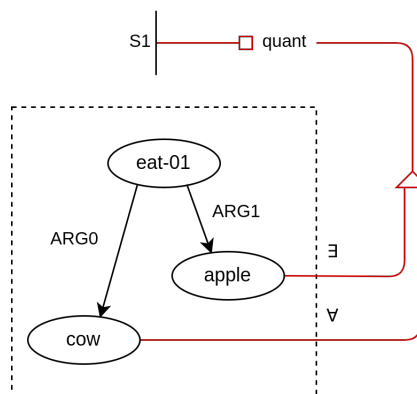 S1 quant
eat-01
ARG1
ARG0
∃
apple
∀
cow